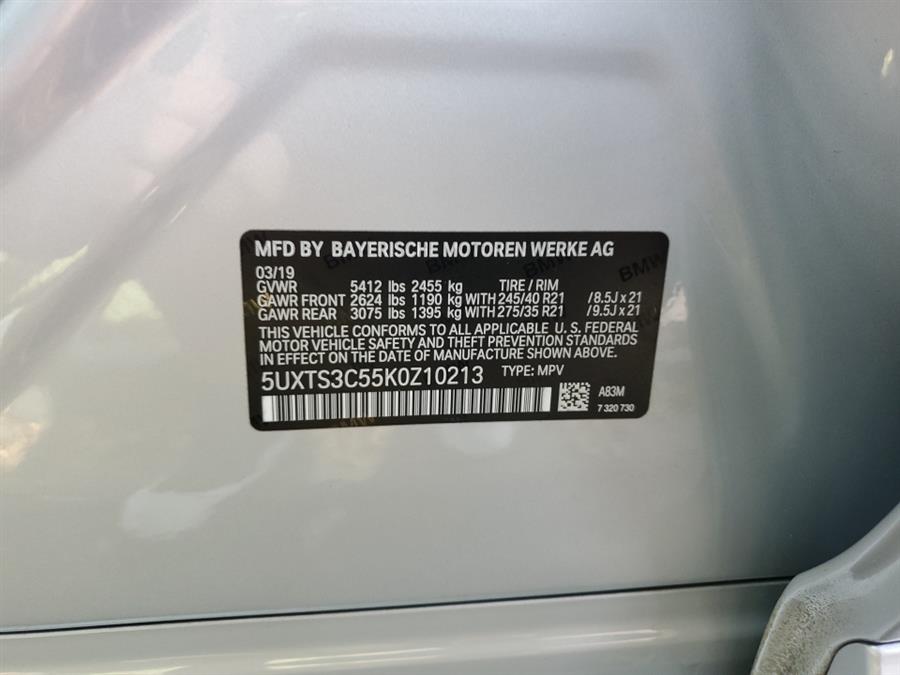 MFD BY BAYERISCHE MOTOREN WERKE AG
03/19
GVWR 5412 lbs 2455 kg TIRE / RIM
GAWR FRONT 2624 lbs 1190 kg WITH 245/40 R21 / 8.5J x 21
GAWR REAR 3075 lbs 1395 kg WITH 275/35 R21 / 9.5J x 21
THIS VEHICLE CONFORMS TO ALL APPLICABLE U. S. FEDERAL
MOTOR VEHICLE SAFETY AND THEFT PREVENTION STANDARDS
IN EFFECT ON THE DATE OF MANUFACTURE SHOWN ABOVE.
5UXTS3C55K0Z10213 TYPE: MPV
A83M
7 320 730
BMW